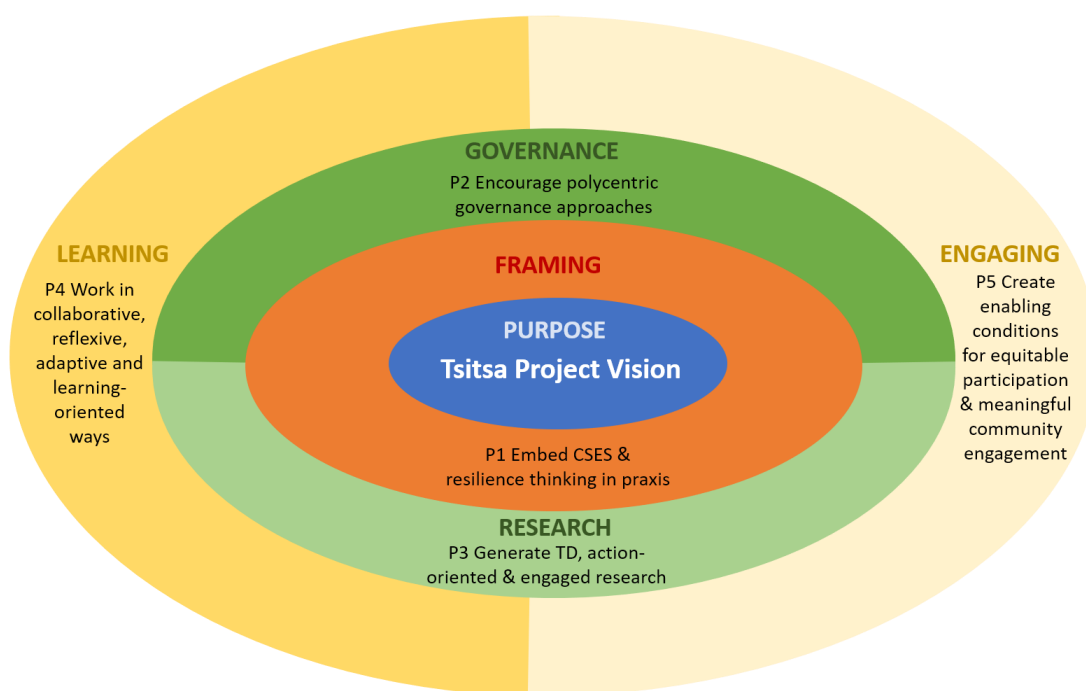 GOVERNANCE
P2 Encourage polycentric
governance approaches
LEARNING
P4 Work in
collaborative,
reflexive,
adaptive and
learning-
oriented
ways
FRAMING
PURPOSE
Tsitsa Project Vision
P1 Embed CSES &
resilience thinking in praxis
RESEARCH
P3 Generate TD, action-
oriented & engaged research
ENGAGING
P5 Create
enabling
conditions
for equitable
participation
& meaningful
community
engagement